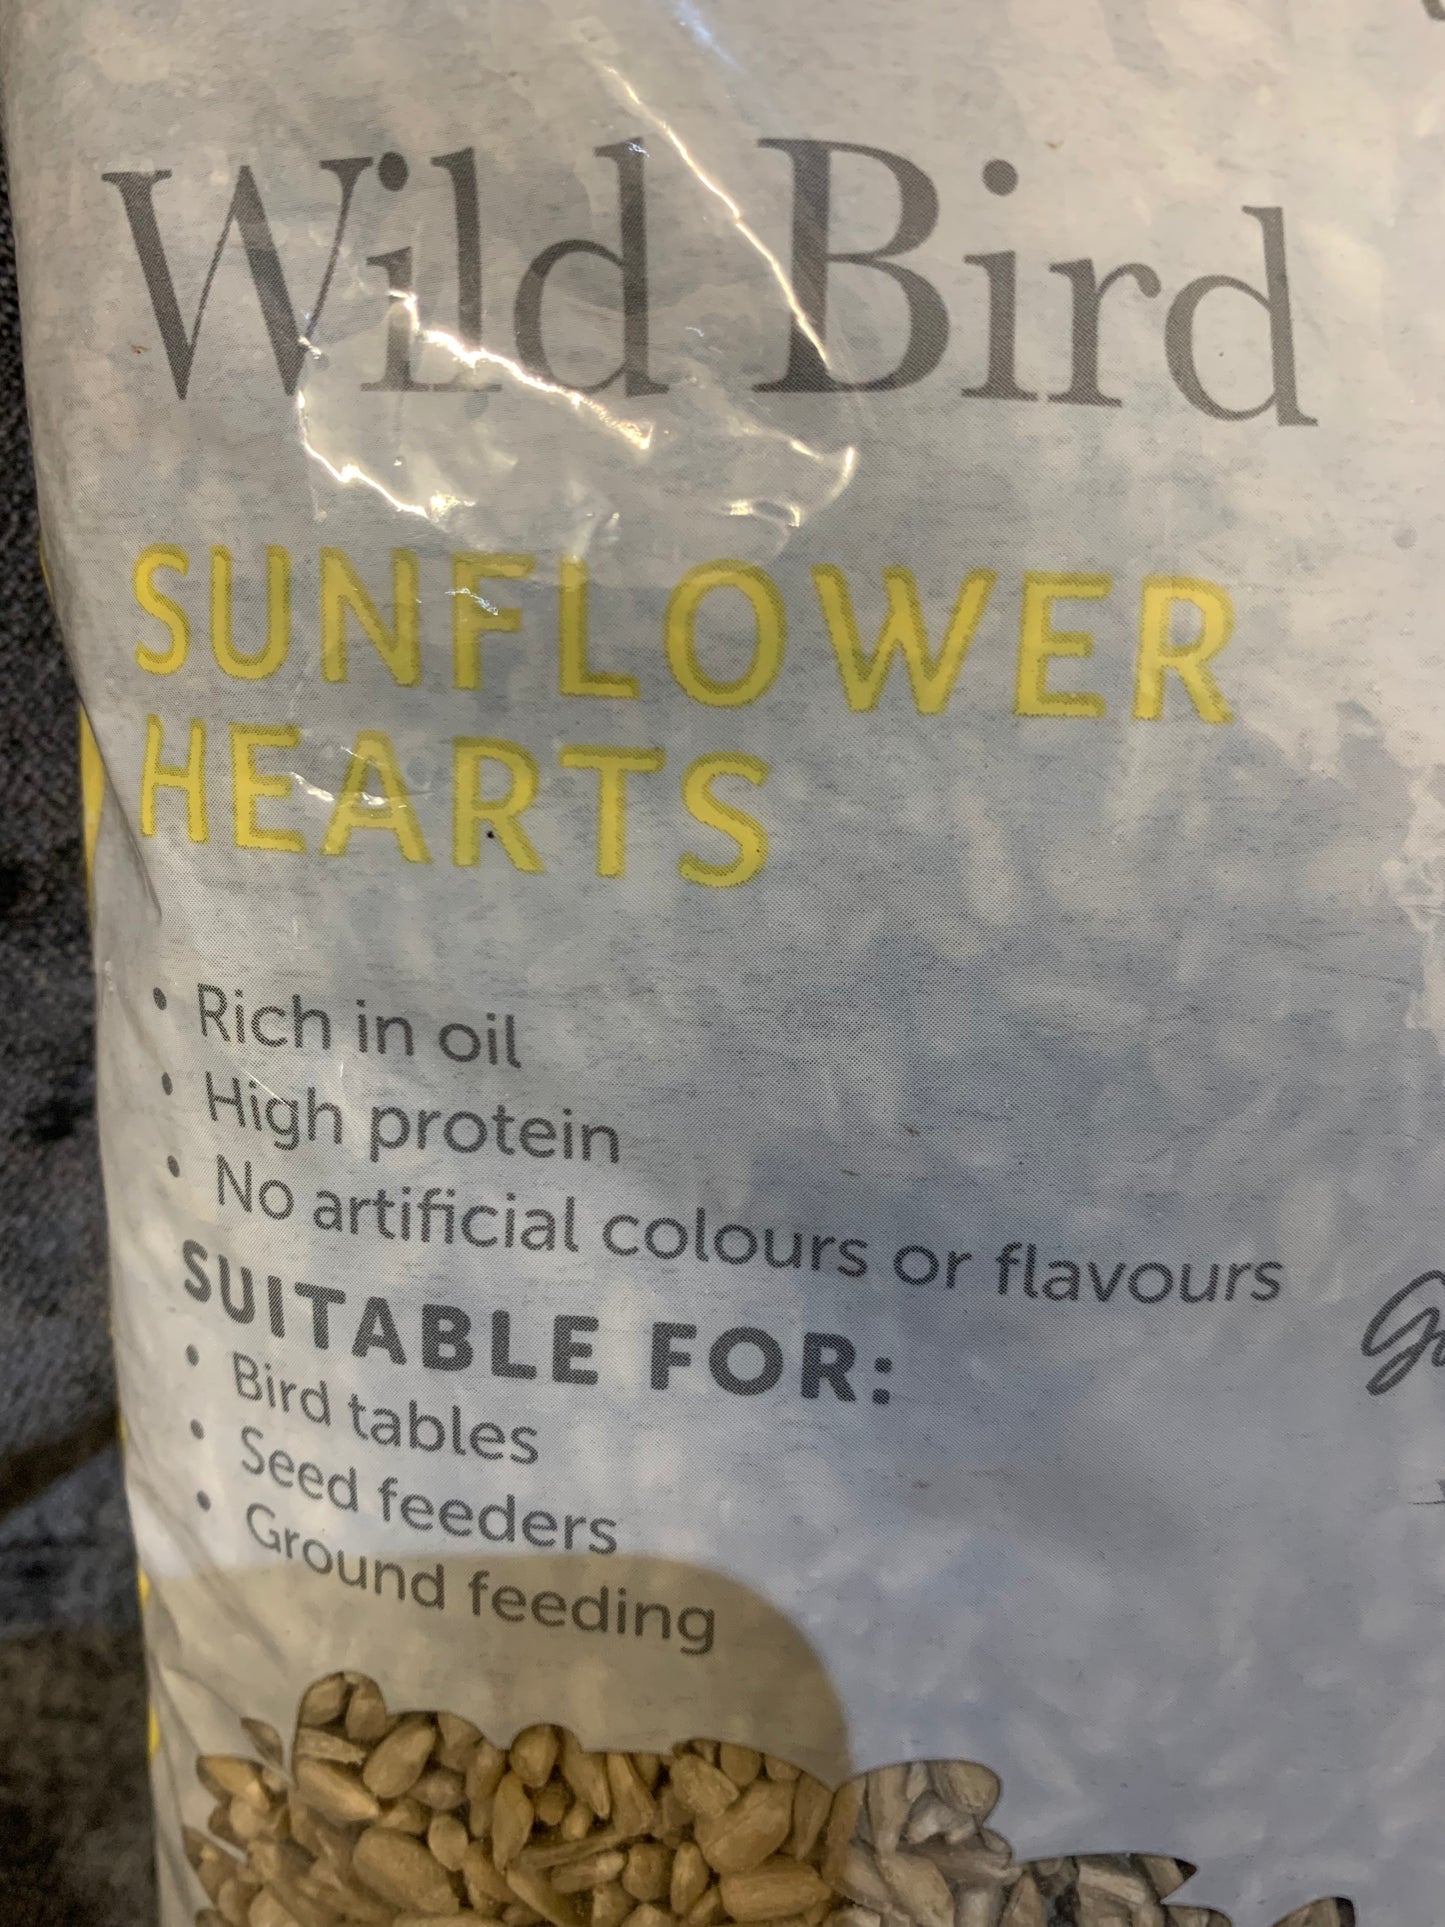 Wild Bird
SUNFLOWER
HEARTS
• Rich in oil
• High protein
• No artificial colours or flavours
SUITABLE FOR:
• Bird tables
• Seed feeders
• Ground feeding